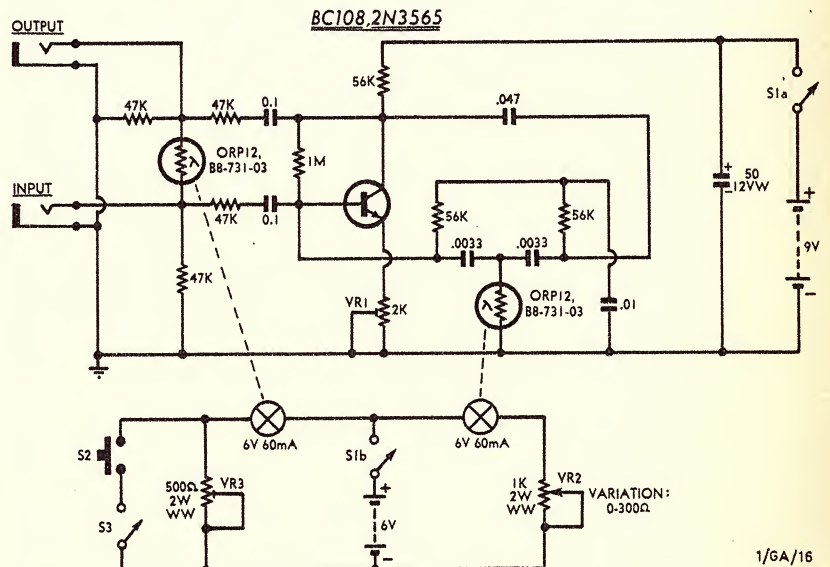 BC108,2N3565
OUTPUT
56K
S1a
47K
47K
0.1
.047
ORP12,
B8-731-03
1M
+
50
12VW
-
INPUT
47K
0.1
56K
56K
+
9V
-
.0033
.0033
47K
VR1
2K
ORP12,
B8-731-03
.01
6V 60mA
6V 60mA
S2
S1b
500Ω
2W
WW
VR3
1K
2W
WW
VR2
VARIATION:
0-300Ω
+
6V
-
S3
1/GA/16